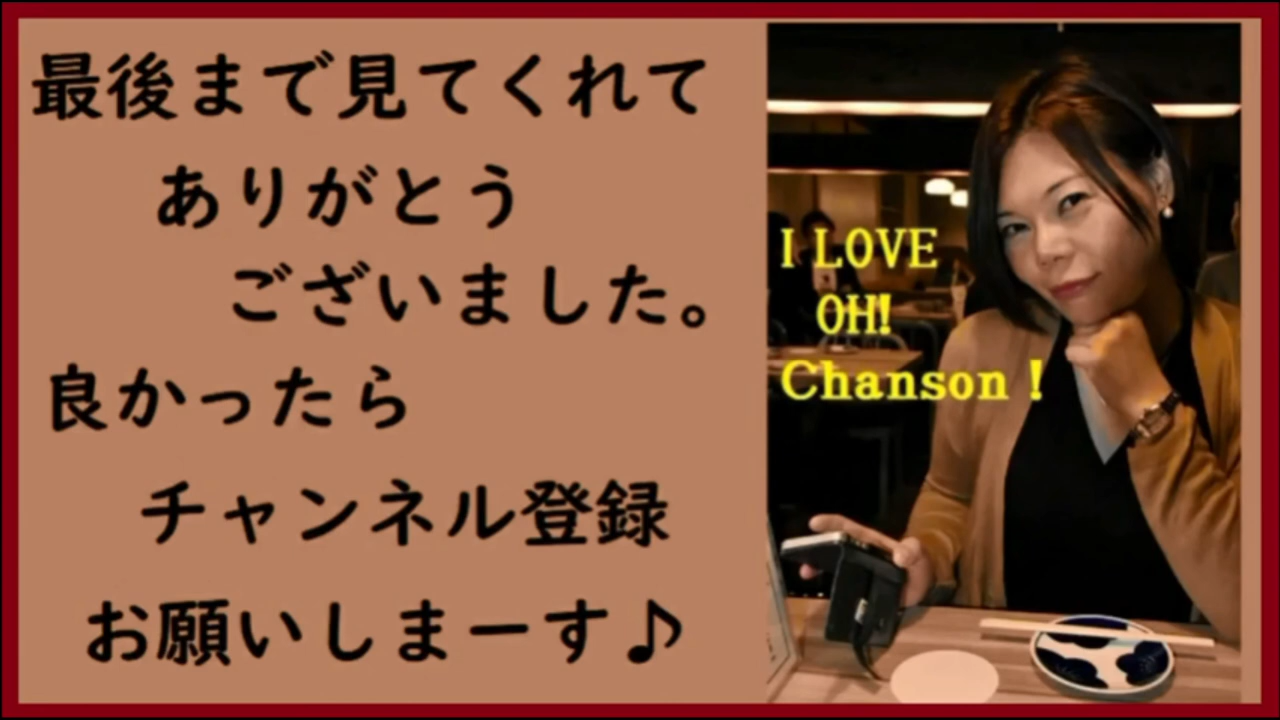 最後まで見てくれて
ありがとう
ございました。
良かったら
チャンネル登録
お願いしまーす♪
I LOVE
OH!
Chanson！